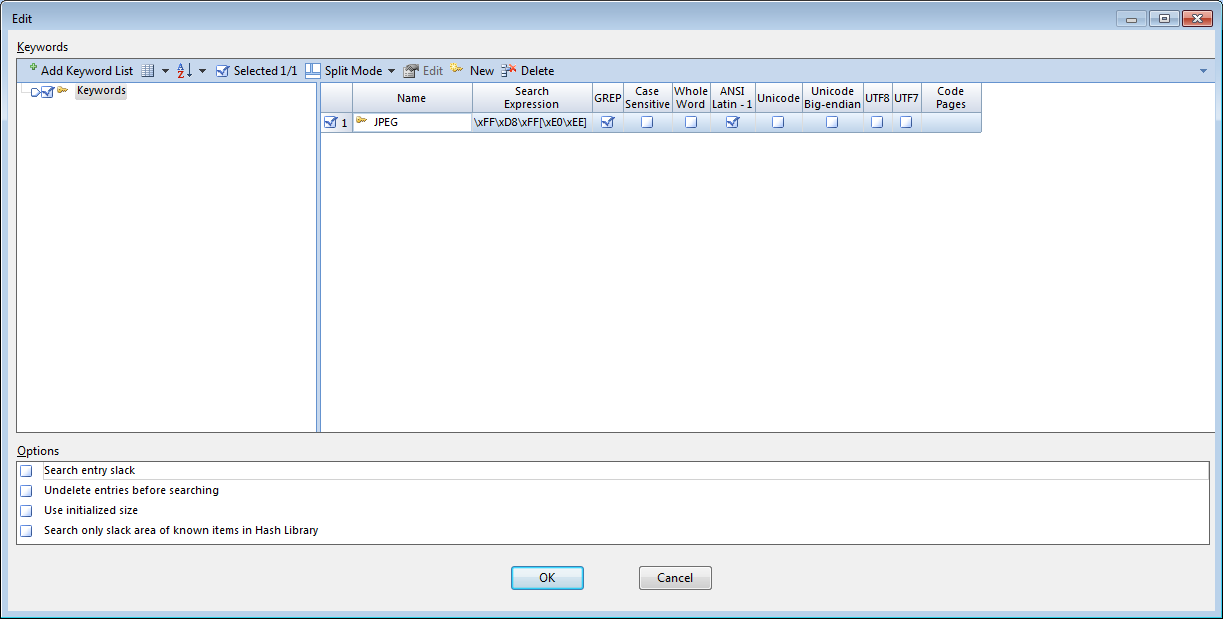 Edit
Keywords
Add Keyword List Selected 1/1 Split Mode Edit New Delete
Keywords
Name Search Expression GREP Case Sensitive Whole Word ANSI Latin - 1 Unicode Unicode Big-endian UTF8 UTF7 Code Pages
1 JPEG \xFF\xD8\xFF[\xE0\xEE]
Options
Search entry slack
Undelete entries before searching
Use initialized size
Search only slack area of known items in Hash Library
OK Cancel